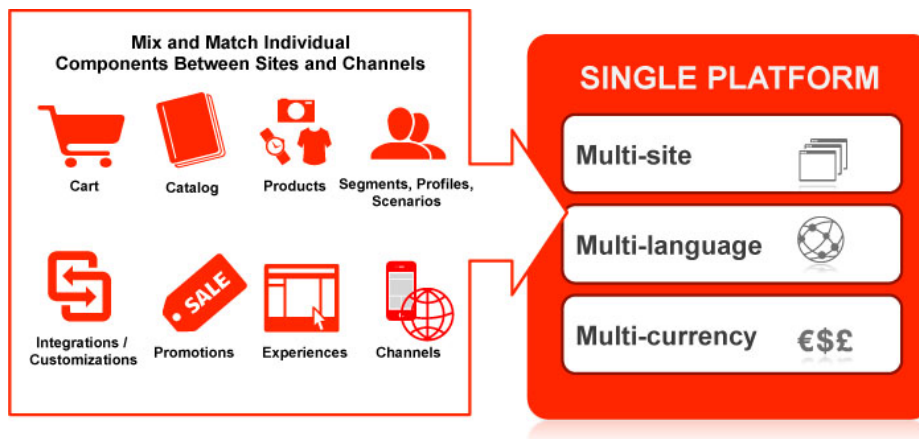 Mix and Match Individual
Components Between Sites and Channels
Cart
Catalog
Products
Segments, Profiles,
Scenarios
Integrations /
Customizations
SALE
Promotions
Experiences
Channels
SINGLE PLATFORM
Multi-site
Multi-language
Multi-currency
€$£